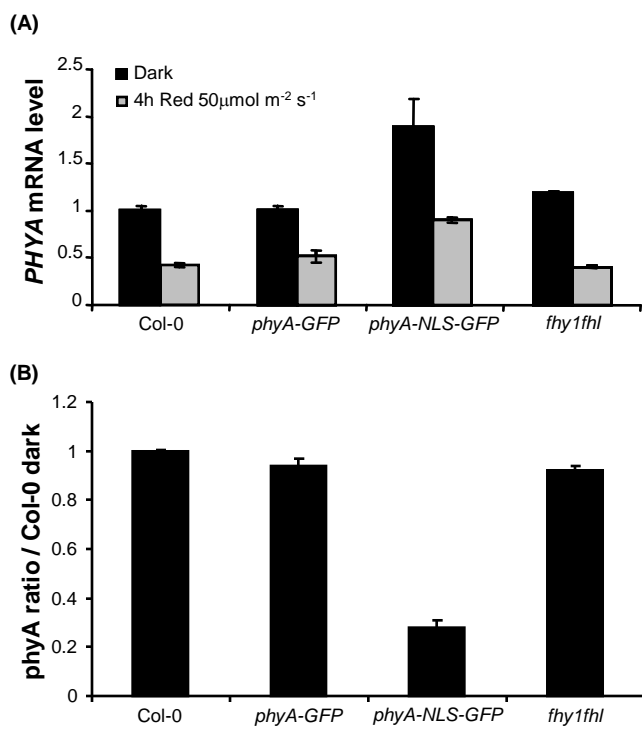 (A)
PHYA mRNA level
2.5
2
1.5
1
0.5
0
Dark
4h Red 50µmol m⁻² s⁻¹
Col-0 phyA-GFP phyA-NLS-GFP fhy1fhl
(B)
phyA ratio / Col-0 dark
1.2
1
0.8
0.6
0.4
0.2
0
Col-0 phyA-GFP phyA-NLS-GFP fhy1fhl